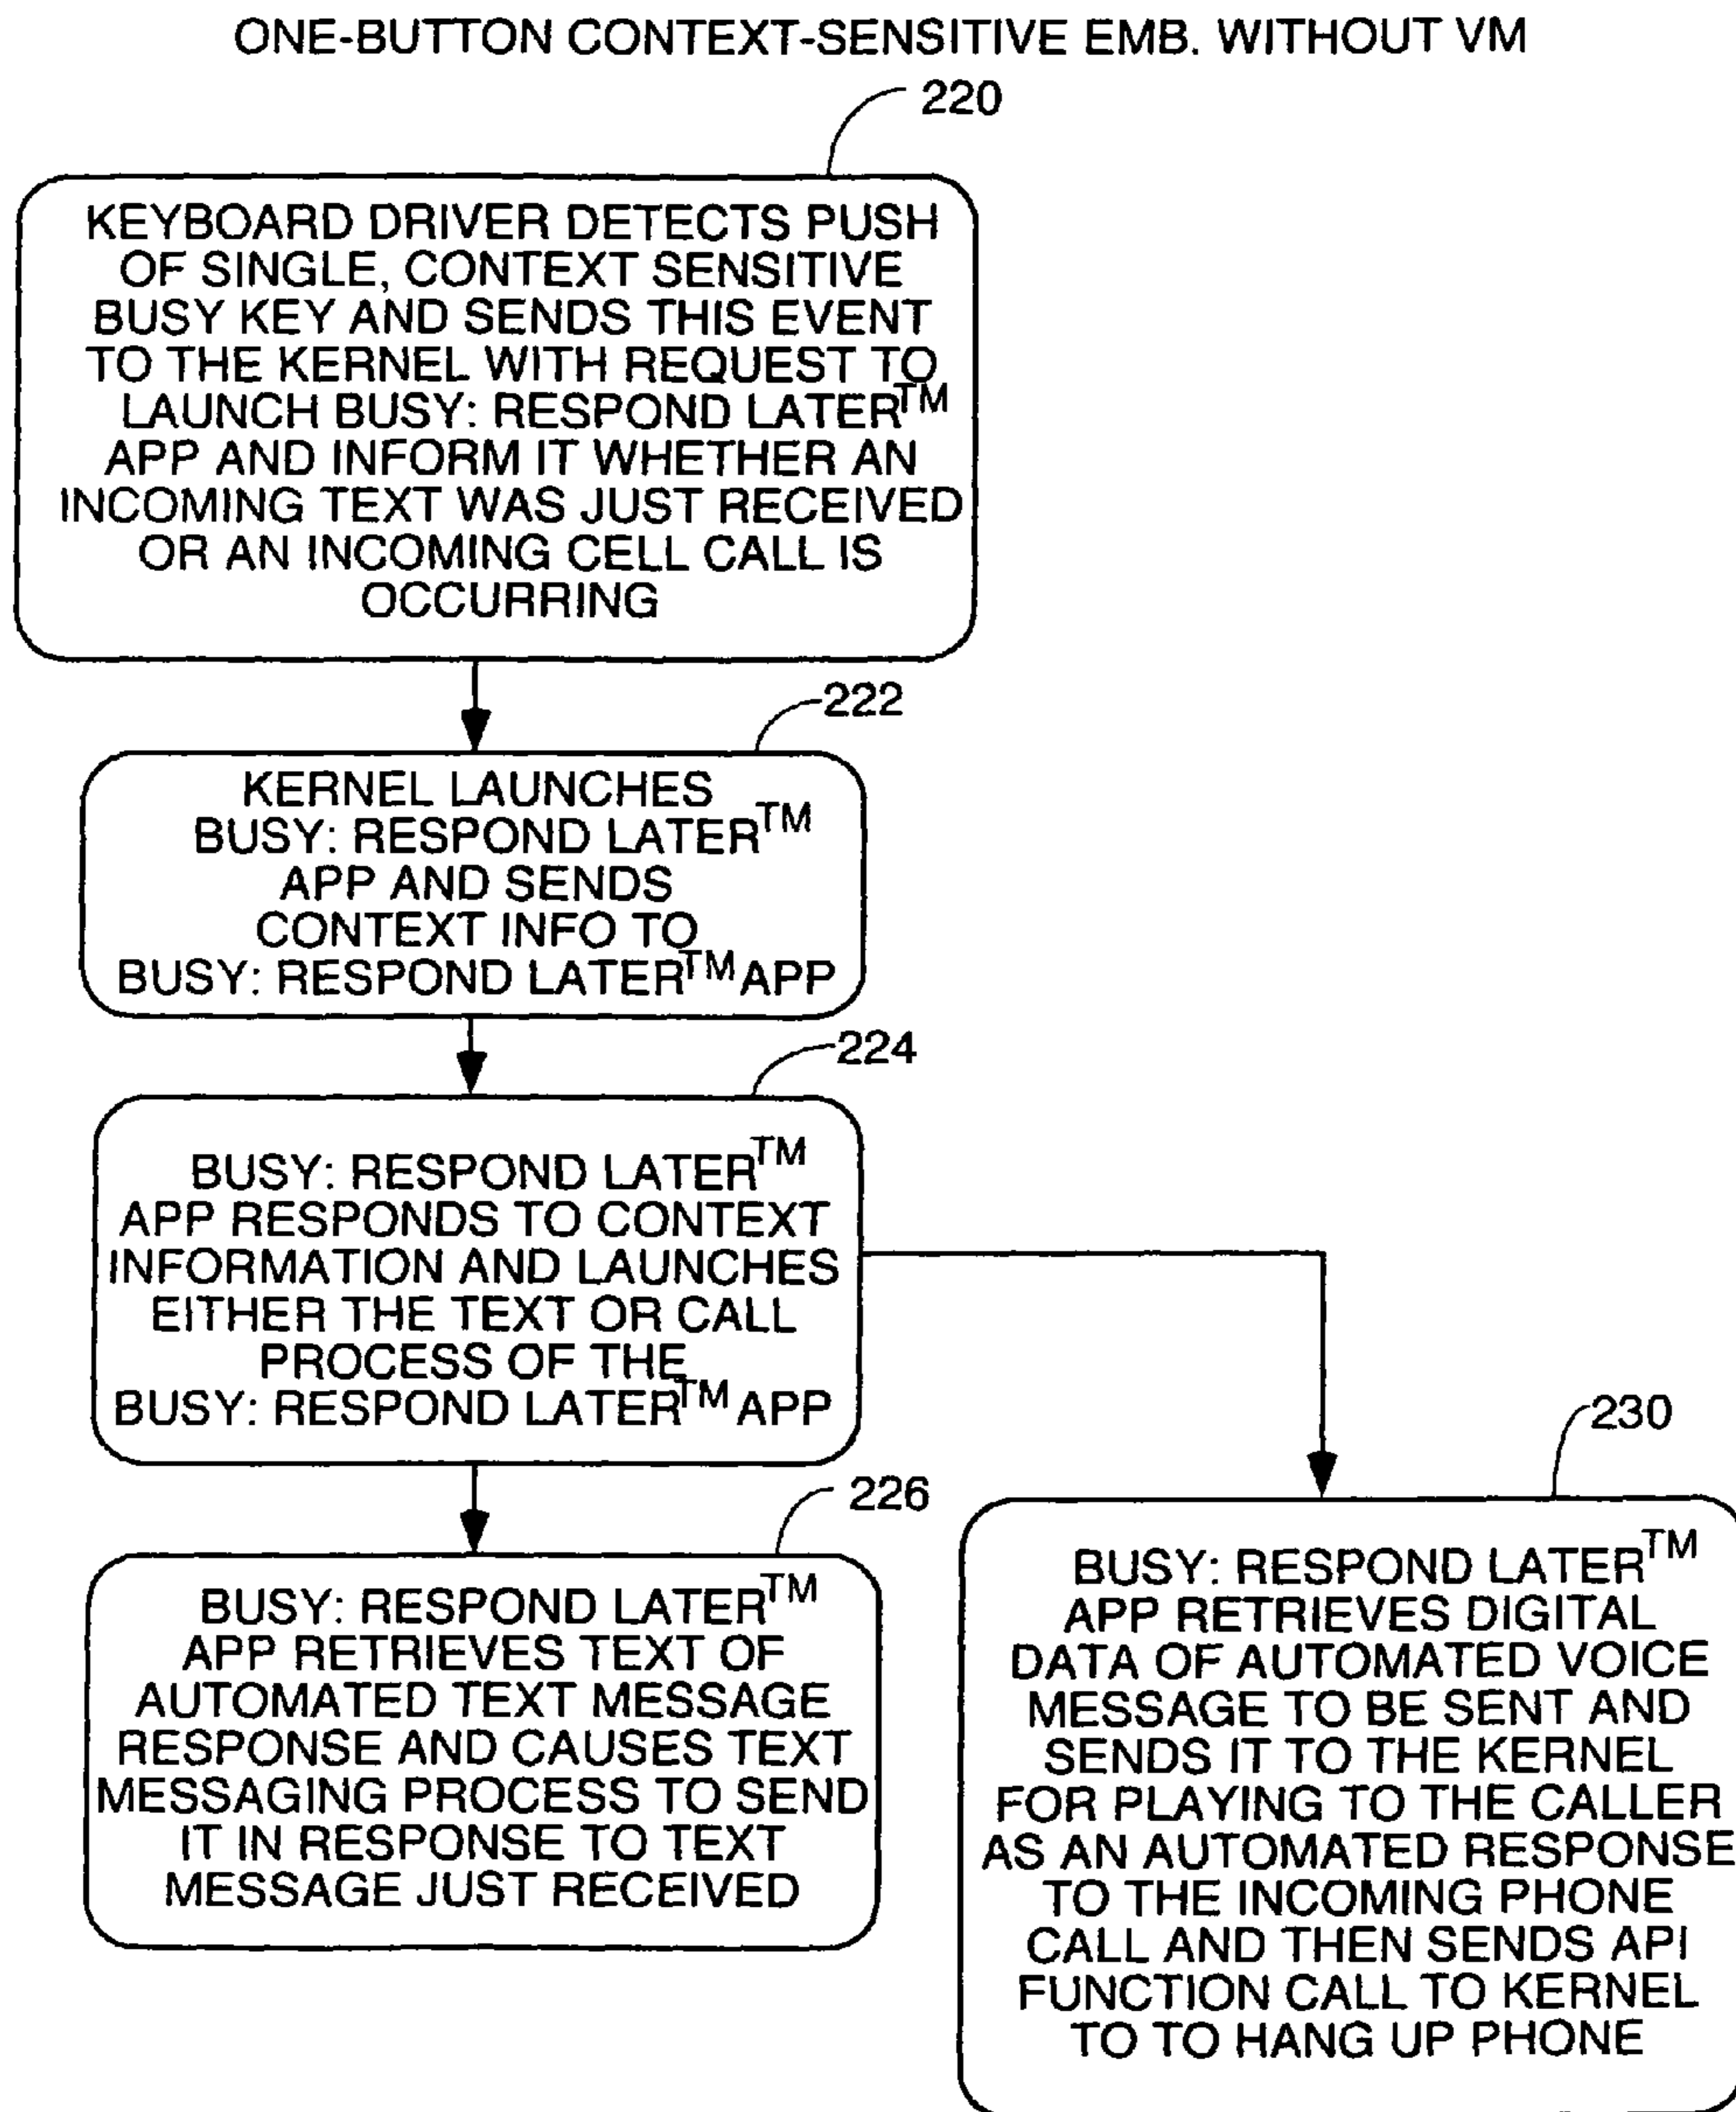 ONE-BUTTON CONTEXT-SENSITIVE EMB. WITHOUT VM
220
KEYBOARD DRIVER DETECTS PUSH
OF SINGLE, CONTEXT SENSITIVE
BUSY KEY AND SENDS THIS EVENT
TO THE KERNEL WITH REQUEST TO
LAUNCH BUSY: RESPOND LATER™
APP AND INFORM IT WHETHER AN
INCOMING TEXT WAS JUST RECEIVED
OR AN INCOMING CELL CALL IS
OCCURRING
222
KERNEL LAUNCHES
BUSY: RESPOND LATER™
APP AND SENDS
CONTEXT INFO TO
BUSY: RESPOND LATER™ APP
224
BUSY: RESPOND LATER™
APP RESPONDS TO CONTEXT
INFORMATION AND LAUNCHES
EITHER THE TEXT OR CALL
PROCESS OF THE
BUSY: RESPOND LATER™ APP
226
BUSY: RESPOND LATER™
APP RETRIEVES TEXT OF
AUTOMATED TEXT MESSAGE
RESPONSE AND CAUSES TEXT
MESSAGING PROCESS TO SEND
IT IN RESPONSE TO TEXT
MESSAGE JUST RECEIVED
230
BUSY: RESPOND LATER™
APP RETRIEVES DIGITAL
DATA OF AUTOMATED VOICE
MESSAGE TO BE SENT AND
SENDS IT TO THE KERNEL
FOR PLAYING TO THE CALLER
AS AN AUTOMATED RESPONSE
TO THE INCOMING PHONE
CALL AND THEN SENDS API
FUNCTION CALL TO KERNEL
TO TO HANG UP PHONE